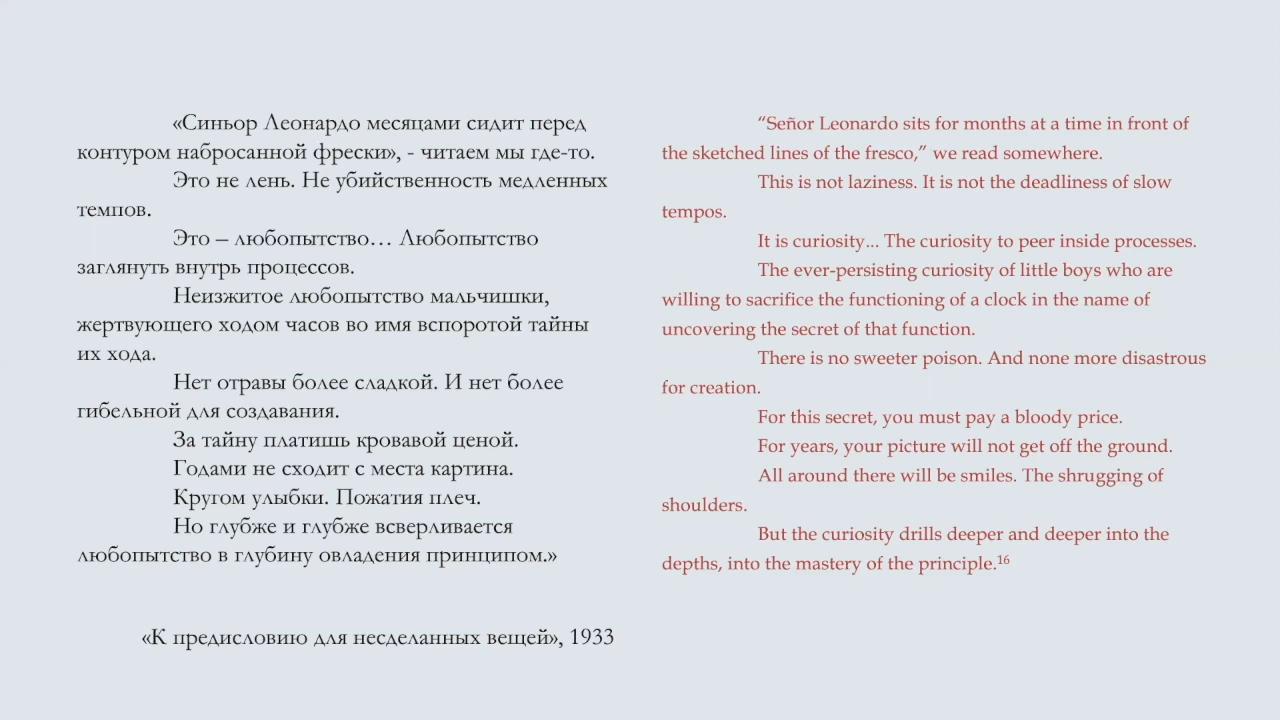 «Синьор Леонардо месяцами сидит перед
контуром набросанной фрески», - читаем мы где-то.
Это не лень. Не убийственность медленных
темпов.
Это – любопытство… Любопытство
заглянуть внутрь процессов.
Неизжитое любопытство мальчишки,
жертвующего ходом часов во имя вспоротой тайны
их хода.
Нет отравы более сладкой. И нет более
гибельной для создавания.
За тайну платишь кровавой ценой.
Годами не сходит с места картина.
Кругом улыбки. Пожатия плеч.
Но глубже и глубже всверливается
любопытство в глубину овладения принципом.»
«К предисловию для несделанных вещей», 1933
“Señor Leonardo sits for months at a time in front of
the sketched lines of the fresco,” we read somewhere.
This is not laziness. It is not the deadliness of slow
tempos.
It is curiosity... The curiosity to peer inside processes.
The ever-persisting curiosity of little boys who are
willing to sacrifice the functioning of a clock in the name of
uncovering the secret of that function.
There is no sweeter poison. And none more disastrous
for creation.
For this secret, you must pay a bloody price.
For years, your picture will not get off the ground.
All around there will be smiles. The shrugging of
shoulders.
But the curiosity drills deeper and deeper into the
depths, into the mastery of the principle.16